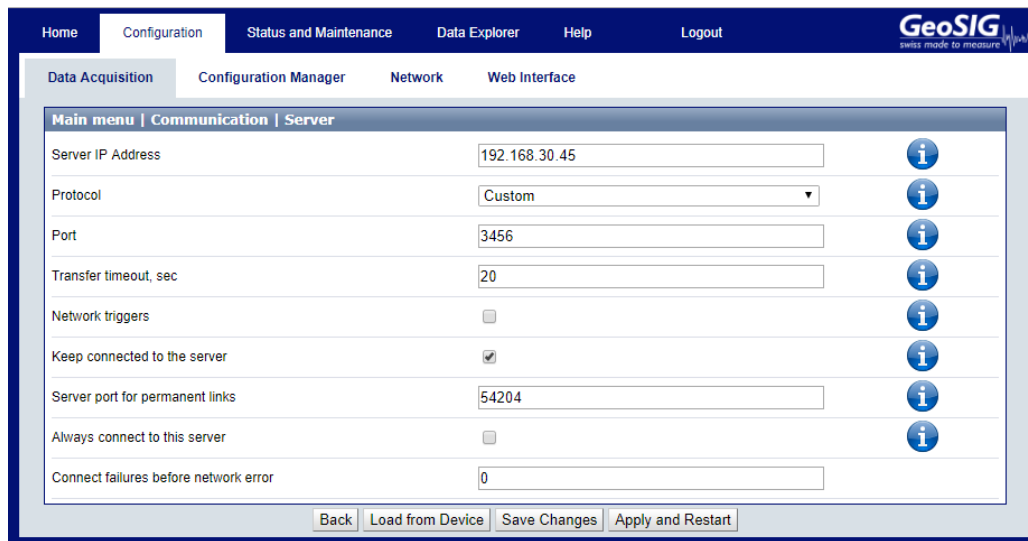 Home Configuration Status and Maintenance Data Explorer Help Logout GeoSIG
swiss made to measure
Data Acquisition Configuration Manager Network Web Interface
Main menu | Communication | Server
Server IP Address 192.168.30.45
Protocol Custom
Port 3456
Transfer timeout, sec 20
Network triggers
Keep connected to the server
Server port for permanent links 54204
Always connect to this server
Connect failures before network error 0
Back Load from Device Save Changes Apply and Restart